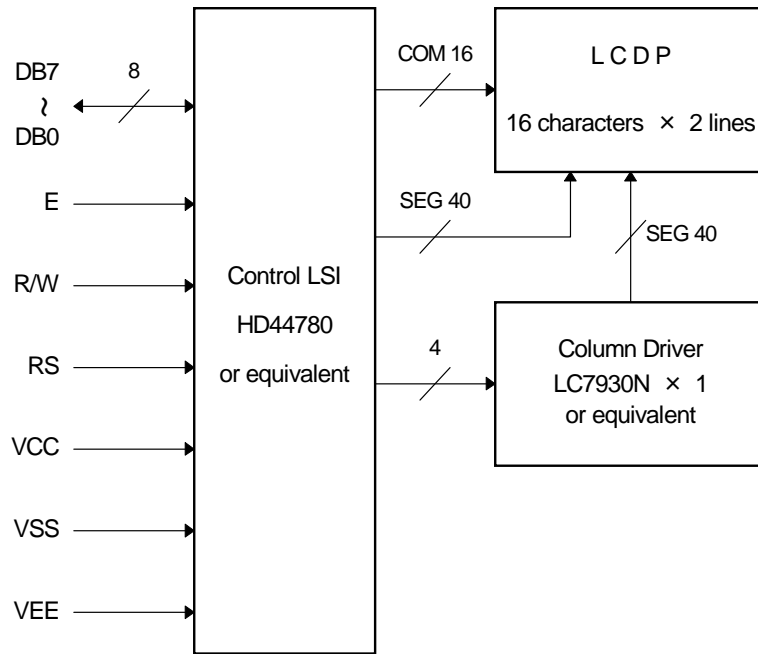 DB7
~
DB0
8
E
R/W
RS
VCC
VSS
VEE
Control LSI
HD44780
or equivalent
COM 16
SEG 40
4
L C D P
16 characters × 2 lines
SEG 40
Column Driver
LC7930N × 1
or equivalent